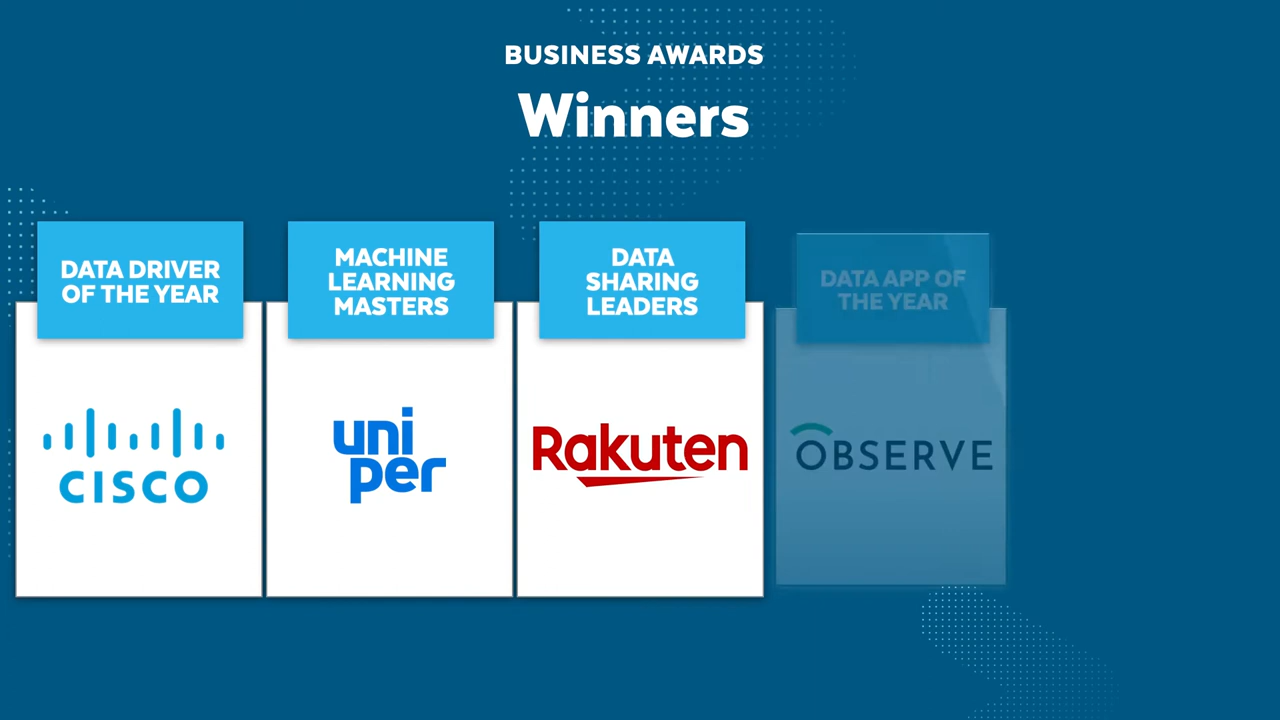 BUSINESS AWARDS
Winners
DATA DRIVER
OF THE YEAR
CISCO
MACHINE
LEARNING
MASTERS
uni
per
DATA
SHARING
LEADERS
Rakuten
DATA APP OF
THE YEAR
OBSERVE